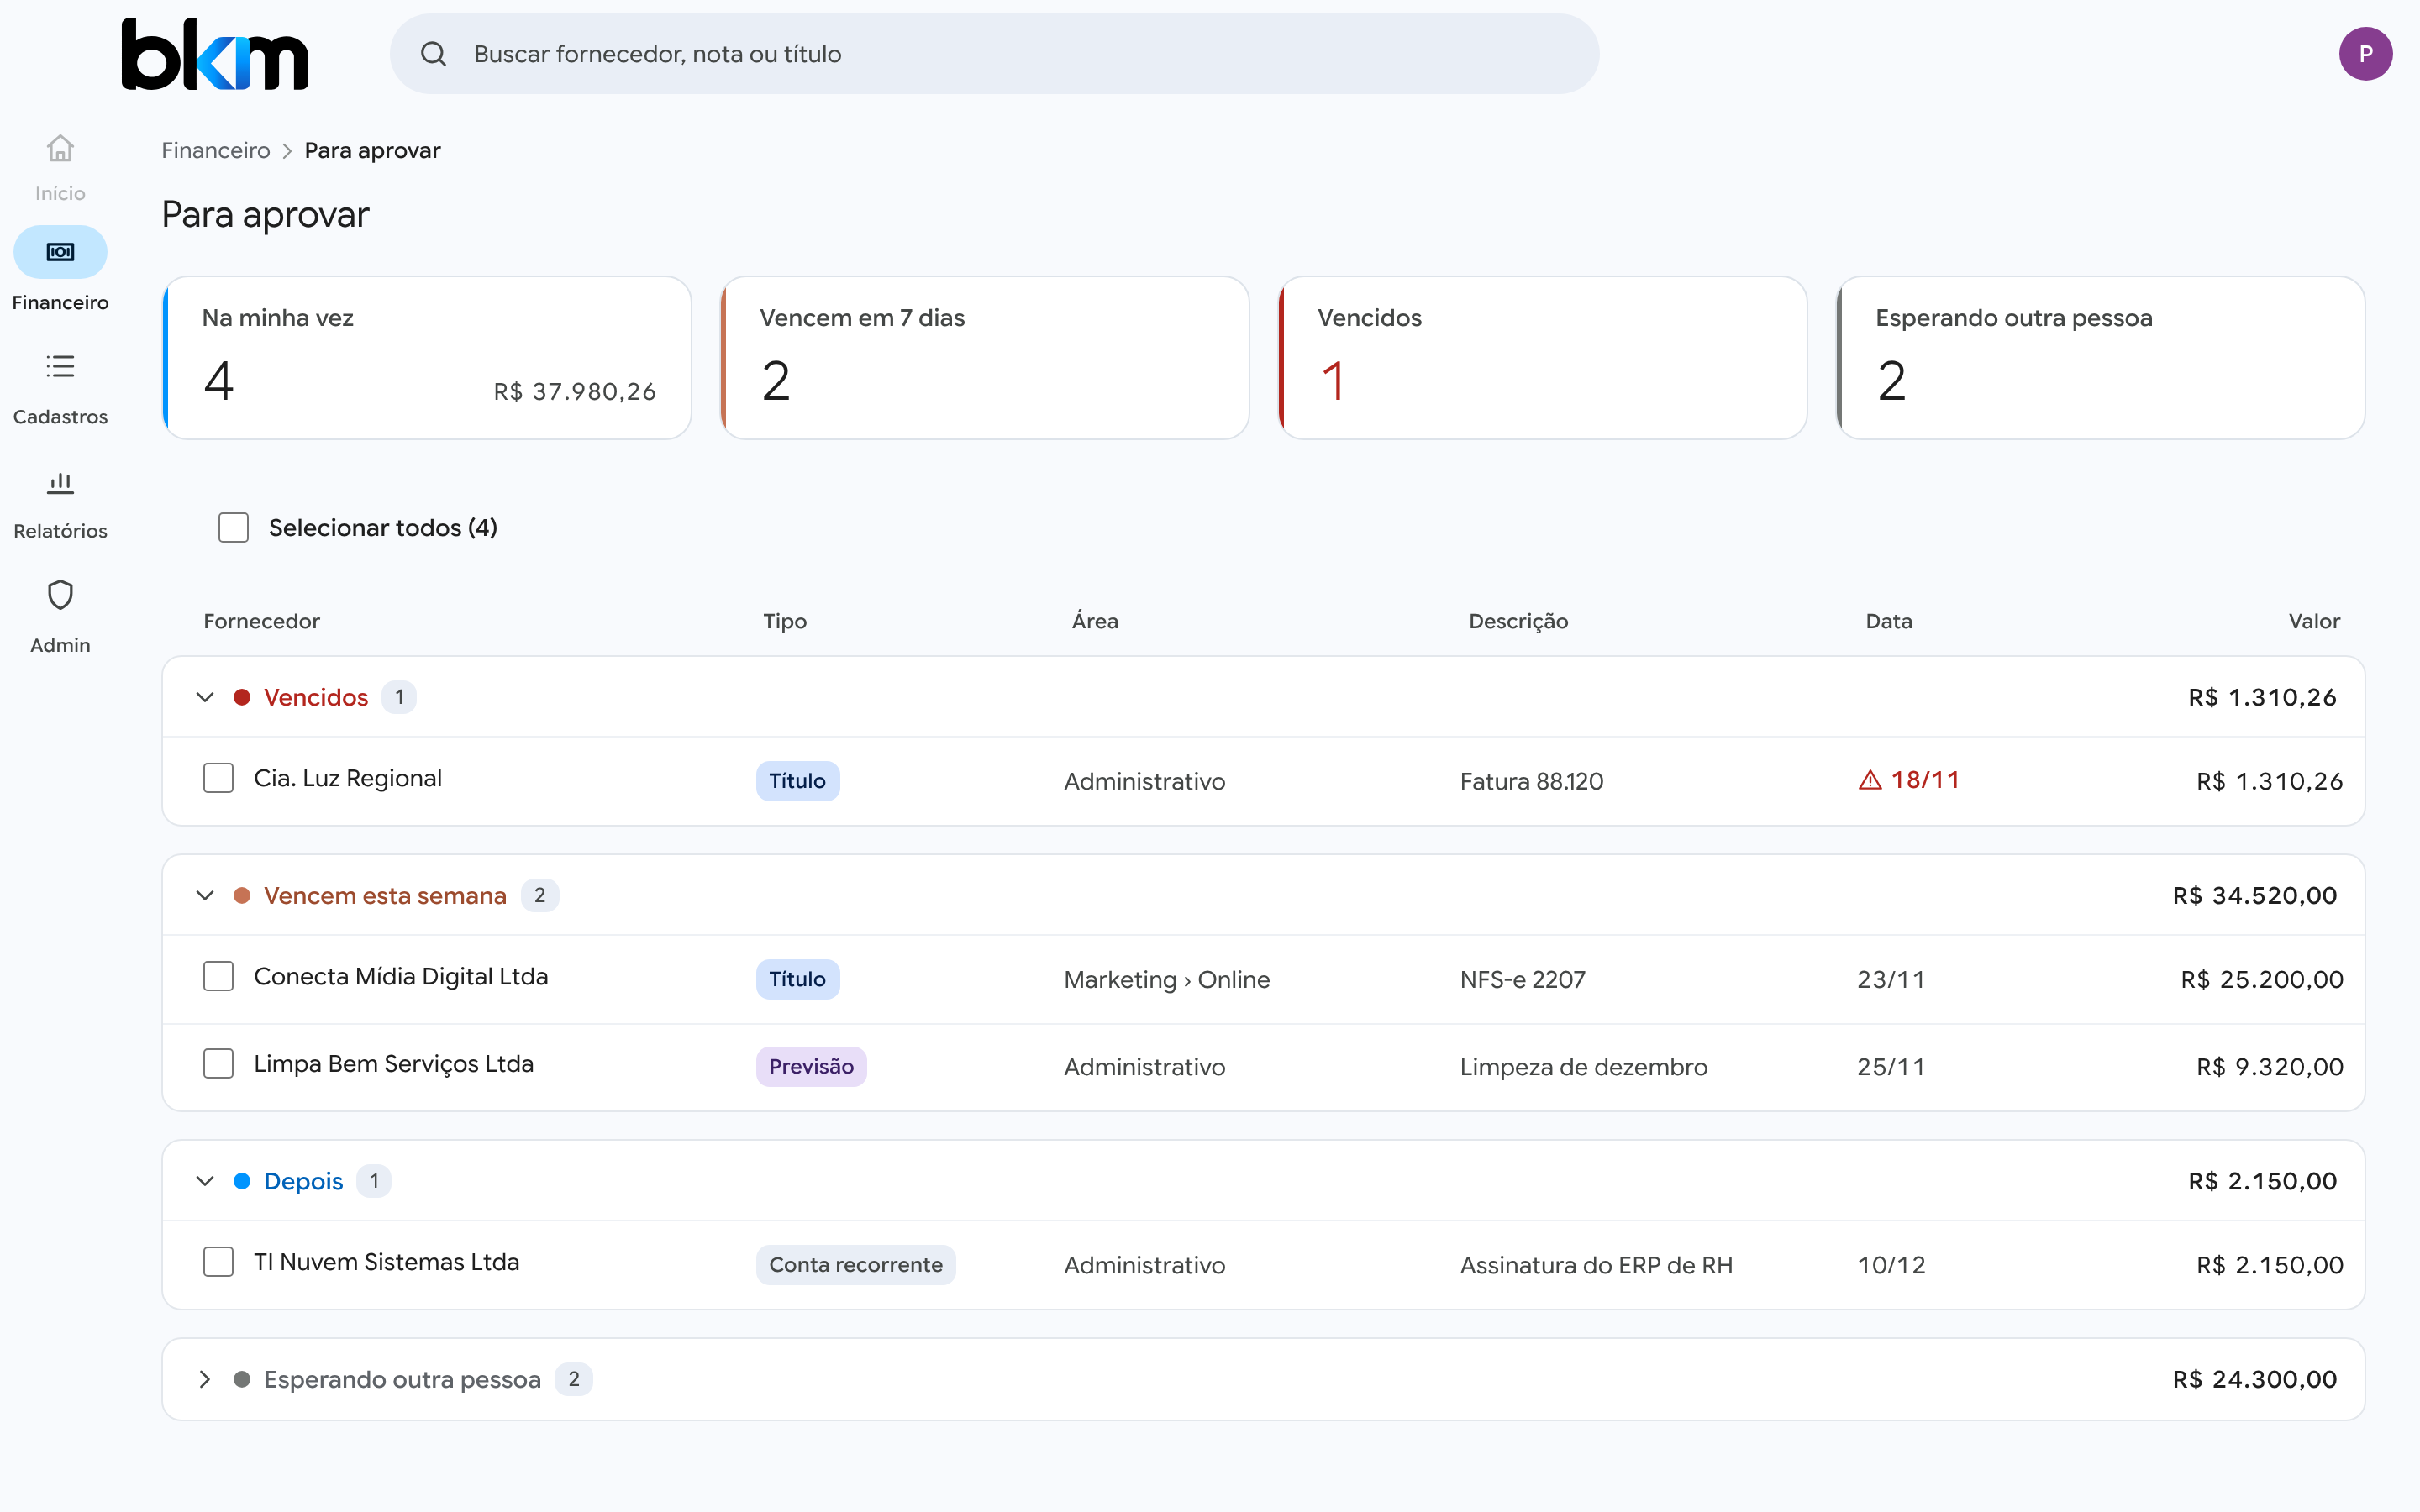 bkm
Buscar fornecedor, nota ou título
P
Início
Financeiro
Cadastros
Relatórios
Admin
Financeiro > Para aprovar
Para aprovar
Na minha vez
4 R$ 37.980,26
Vencem em 7 dias
2
Vencidos
1
Esperando outra pessoa
2
Selecionar todos (4)
Fornecedor Tipo Área Descrição Data Valor
Vencidos 1 R$ 1.310,26
Cia. Luz Regional Título Administrativo Fatura 88.120 18/11 R$ 1.310,26
Vencem esta semana 2 R$ 34.520,00
Conecta Mídia Digital Ltda Título Marketing › Online NFS-e 2207 23/11 R$ 25.200,00
Limpa Bem Serviços Ltda Previsão Administrativo Limpeza de dezembro 25/11 R$ 9.320,00
Depois 1 R$ 2.150,00
TI Nuvem Sistemas Ltda Conta recorrente Administrativo Assinatura do ERP de RH 10/12 R$ 2.150,00
Esperando outra pessoa 2 R$ 24.300,00